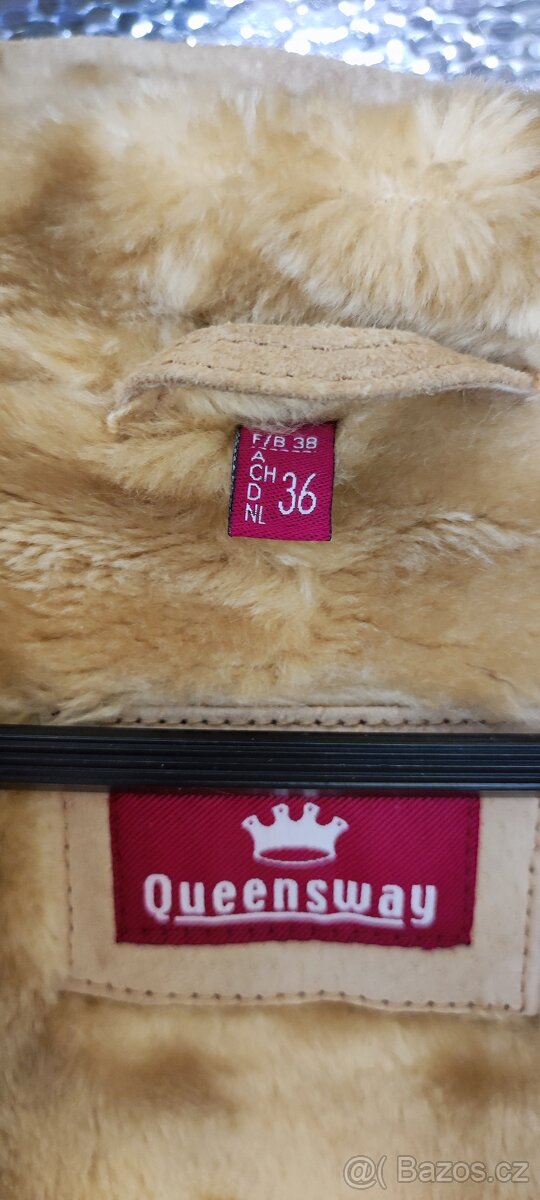 F/B 38
A
CH
D
NL
36
Queensway
@( Bazos.cz